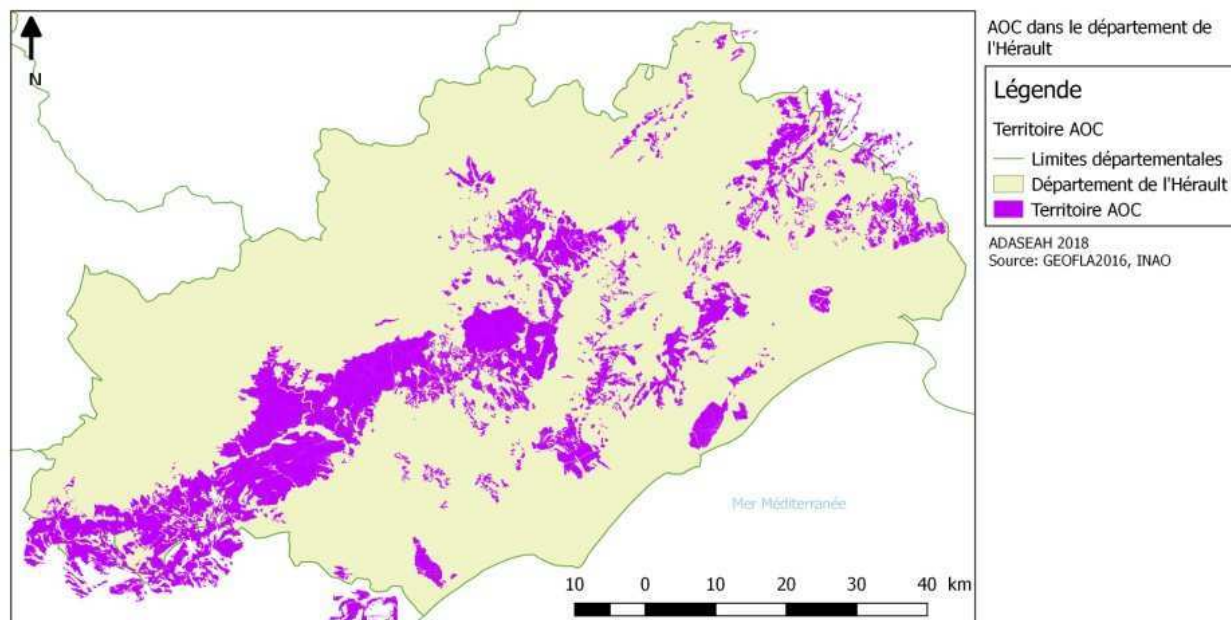 AOC dans le département de
l'Hérault
Légende
Territoire AOC
Limites départementales
Département de l'Hérault
Territoire AOC
ADASEAH 2018
Source: GEOFLA2016, INAO
N
Mer Méditerranée
10 0 10 20 30 40 km